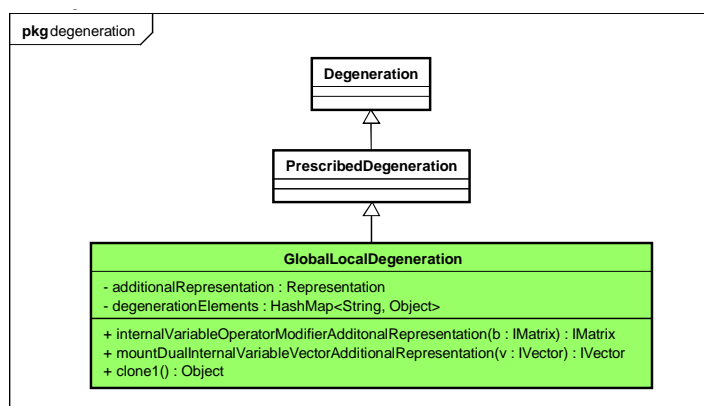 pkg degeneration
Degeneration
PrescribedDegeneration
GlobalLocalDegeneration
- additionalRepresentation : Representation
- degenerationElements : HashMap<String, Object>
+ internalVariableOperatorModifierAdditonalRepresentation(b : IMatrix) : IMatrix
+ mountDualInternalVariableVectorAdditionalRepresentation(v : IVector) : IVector
+ clone1() : Object